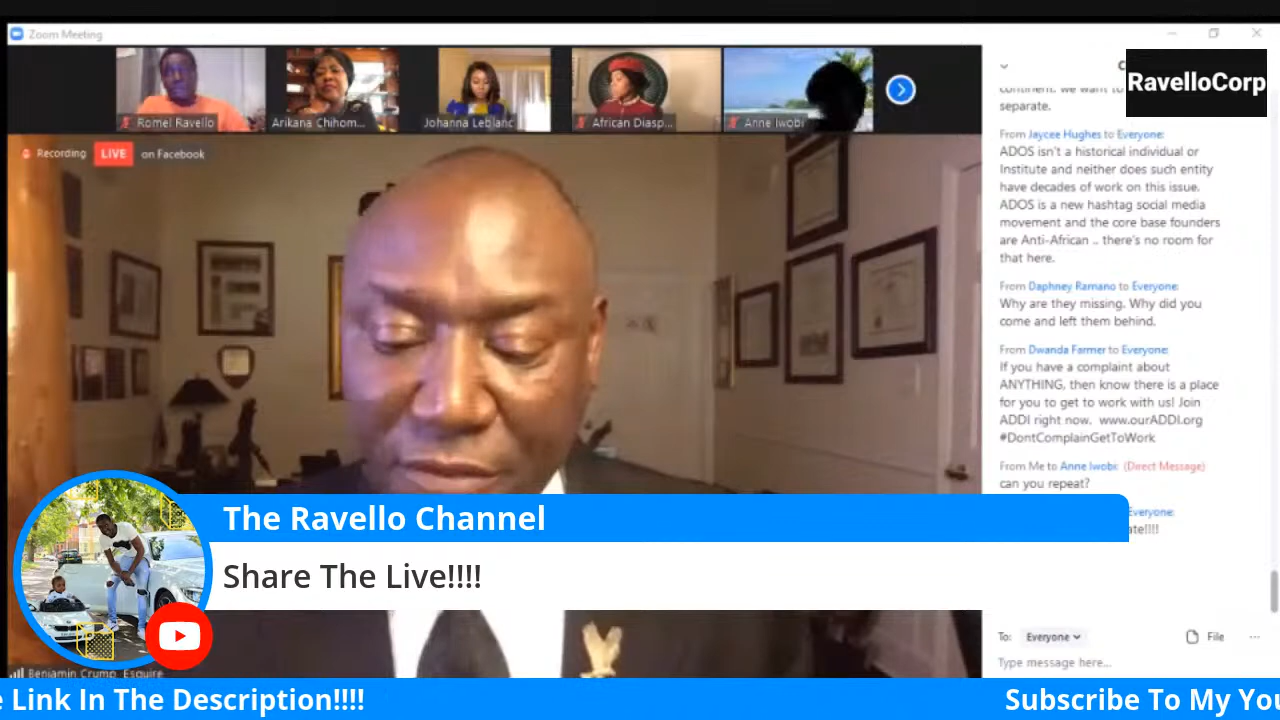 Zoom Meeting
Romel Ravello
Arikana Chihom...
Johanna Leblanc
African Diasp...
Anne Iwobi
RavelloCorp
Recording LIVE on Facebook
continent. we want to
separate.
From Jaycee Hughes to Everyone:
ADOS isn't a historical individual or
Institute and neither does such entity
have decades of work on this issue.
ADOS is a new hashtag social media
movement and the core base founders
are Anti-African .. there's no room for
that here.
From Daphney Ramano to Everyone:
Why are they missing. Why did you
come and left them behind.
From Dwanda Farmer to Everyone:
If you have a complaint about
ANYTHING, then know there is a place
for you to get to work with us! Join
ADDI right now. www.ourADDI.org
#DontComplainGetToWork
From Me to Anne Iwobi: (Direct Message)
can you repeat?
Everyone:
ate!!!!
The Ravello Channel
Share The Live!!!!
To: Everyone File ...
Type message here...
Benjamin Crump, Esquire
e Link In The Description!!!!
Subscribe To My You